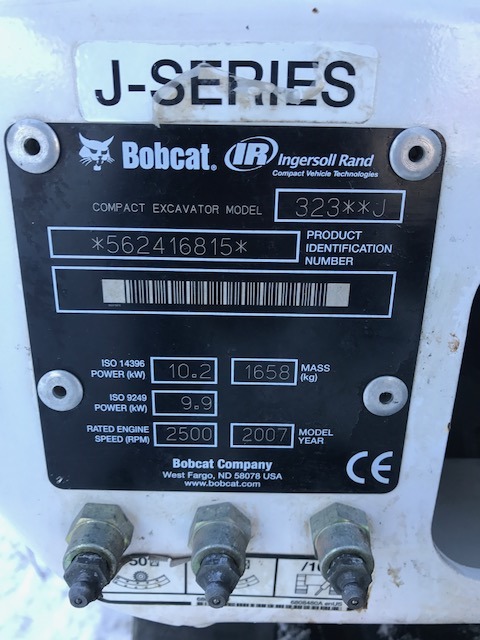 J-SERIES
Bobcat® IR Ingersoll Rand
Compact Vehicle Technologies
COMPACT EXCAVATOR MODEL 323**J
*562416815* PRODUCT IDENTIFICATION NUMBER
ISO 14396 POWER (kW) 10.2 1658 MASS (kg)
ISO 9249 POWER (kW) 9.9
RATED ENGINE SPEED (RPM) 2500 2007 MODEL YEAR
Bobcat Company
West Fargo, ND 58078 USA
www.bobcat.com
CE
50